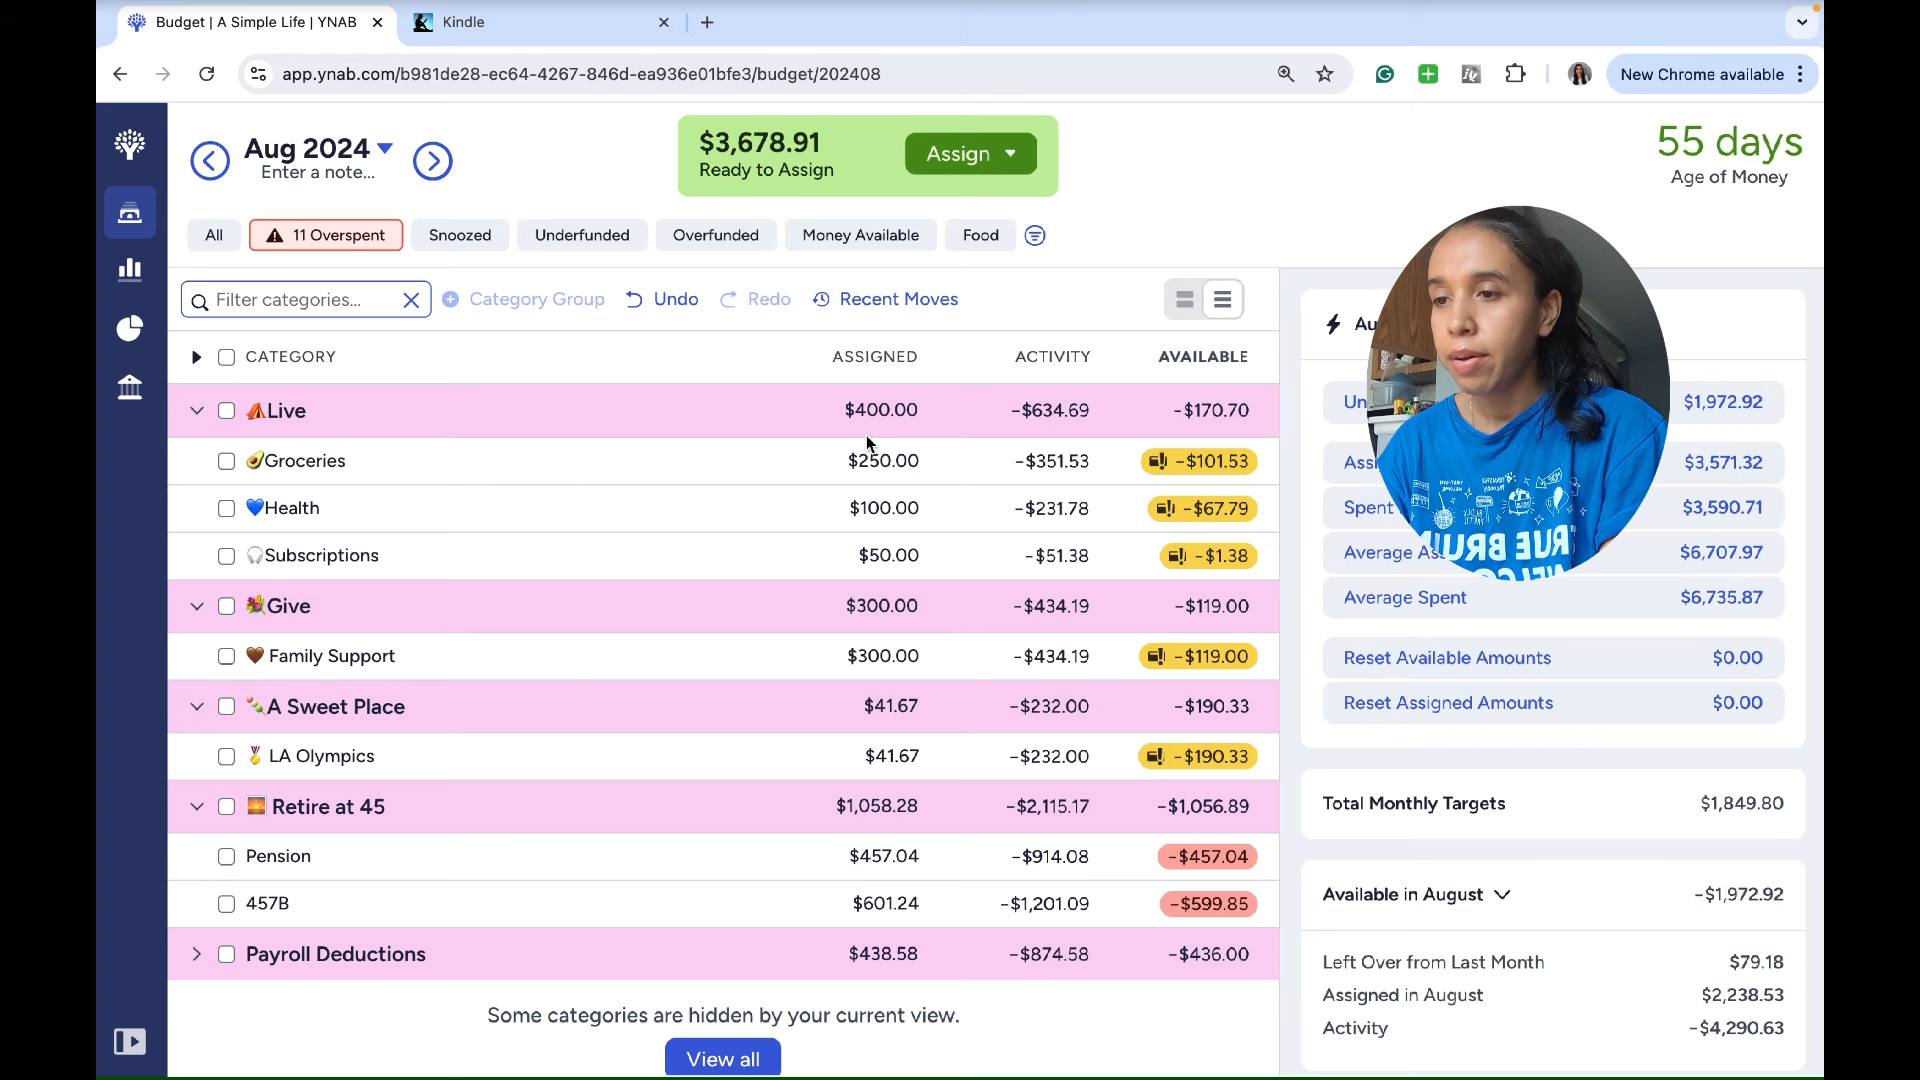 Budget | A Simple Life | YNAB
Kindle
app.ynab.com/b981de28-ec64-4267-846d-ea936e01bfe3/budget/202408
New Chrome available
Aug 2024
Enter a note...
$3,678.91
Ready to Assign
Assign
55 days
Age of Money
All
11 Overspent
Snoozed
Underfunded
Overfunded
Money Available
Food
Filter categories...
Category Group
Undo
Redo
Recent Moves
CATEGORY ASSIGNED ACTIVITY AVAILABLE
Live $400.00 -$634.69 -$170.70
Groceries $250.00 -$351.53 -$101.53
Health $100.00 -$231.78 -$67.79
Subscriptions $50.00 -$51.38 -$1.38
Give $300.00 -$434.19 -$119.00
Family Support $300.00 -$434.19 -$119.00
A Sweet Place $41.67 -$232.00 -$190.33
LA Olympics $41.67 -$232.00 -$190.33
Retire at 45 $1,058.28 -$2,115.17 -$1,056.89
Pension $457.04 -$914.08 -$457.04
457B $601.24 -$1,201.09 -$599.85
Payroll Deductions $438.58 -$874.58 -$436.00
Some categories are hidden by your current view.
View all
Au
Un $1,972.92
Assi $3,571.32
Spent $3,590.71
Average Ass $6,707.97
Average Spent $6,735.87
Reset Available Amounts $0.00
Reset Assigned Amounts $0.00
Total Monthly Targets $1,849.80
Available in August -$1,972.92
Left Over from Last Month $79.18
Assigned in August $2,238.53
Activity -$4,290.63